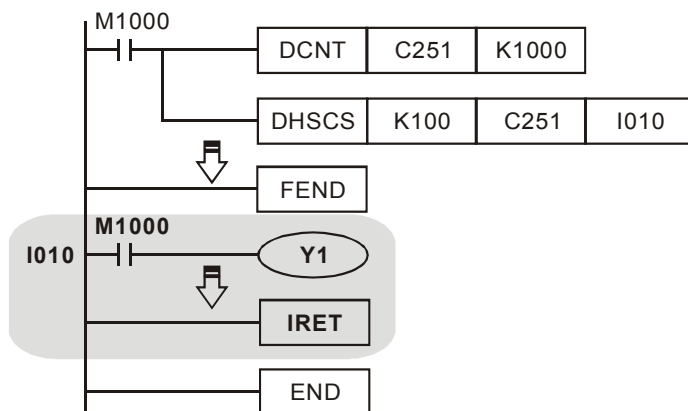 M1000
DCNT C251 K1000
DHSCS K100 C251 I010
FEND
M1000
I010 Y1
IRET
END